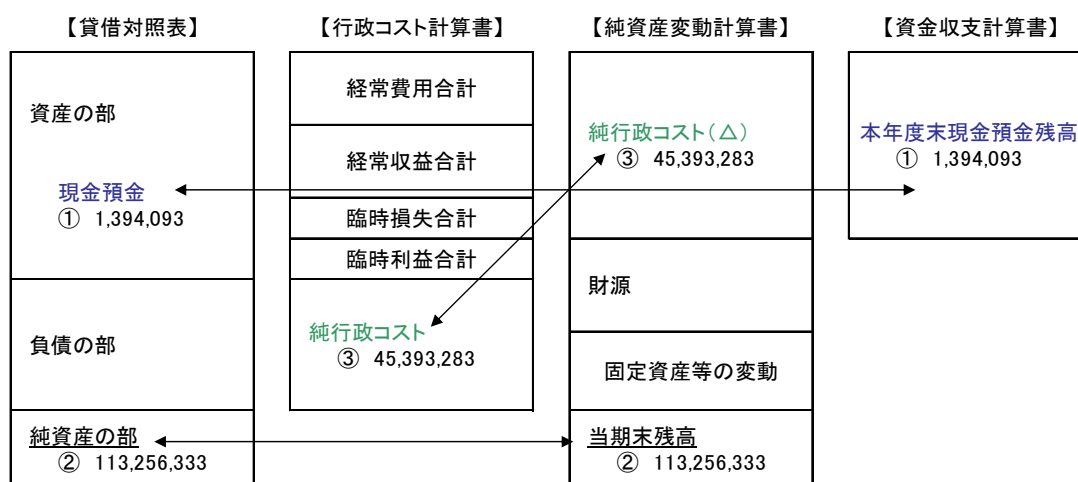 【貸借対照表】
資産の部
現金預金
① 1,394,093
負債の部
純資産の部
② 113,256,333
【行政コスト計算書】
経常費用合計
経常収益合計
臨時損失合計
臨時利益合計
純行政コスト
③ 45,393,283
【純資産変動計算書】
純行政コスト(△)
③ 45,393,283
財源
固定資産等の変動
当期末残高
② 113,256,333
【資金収支計算書】
本年度末現金預金残高
① 1,394,093